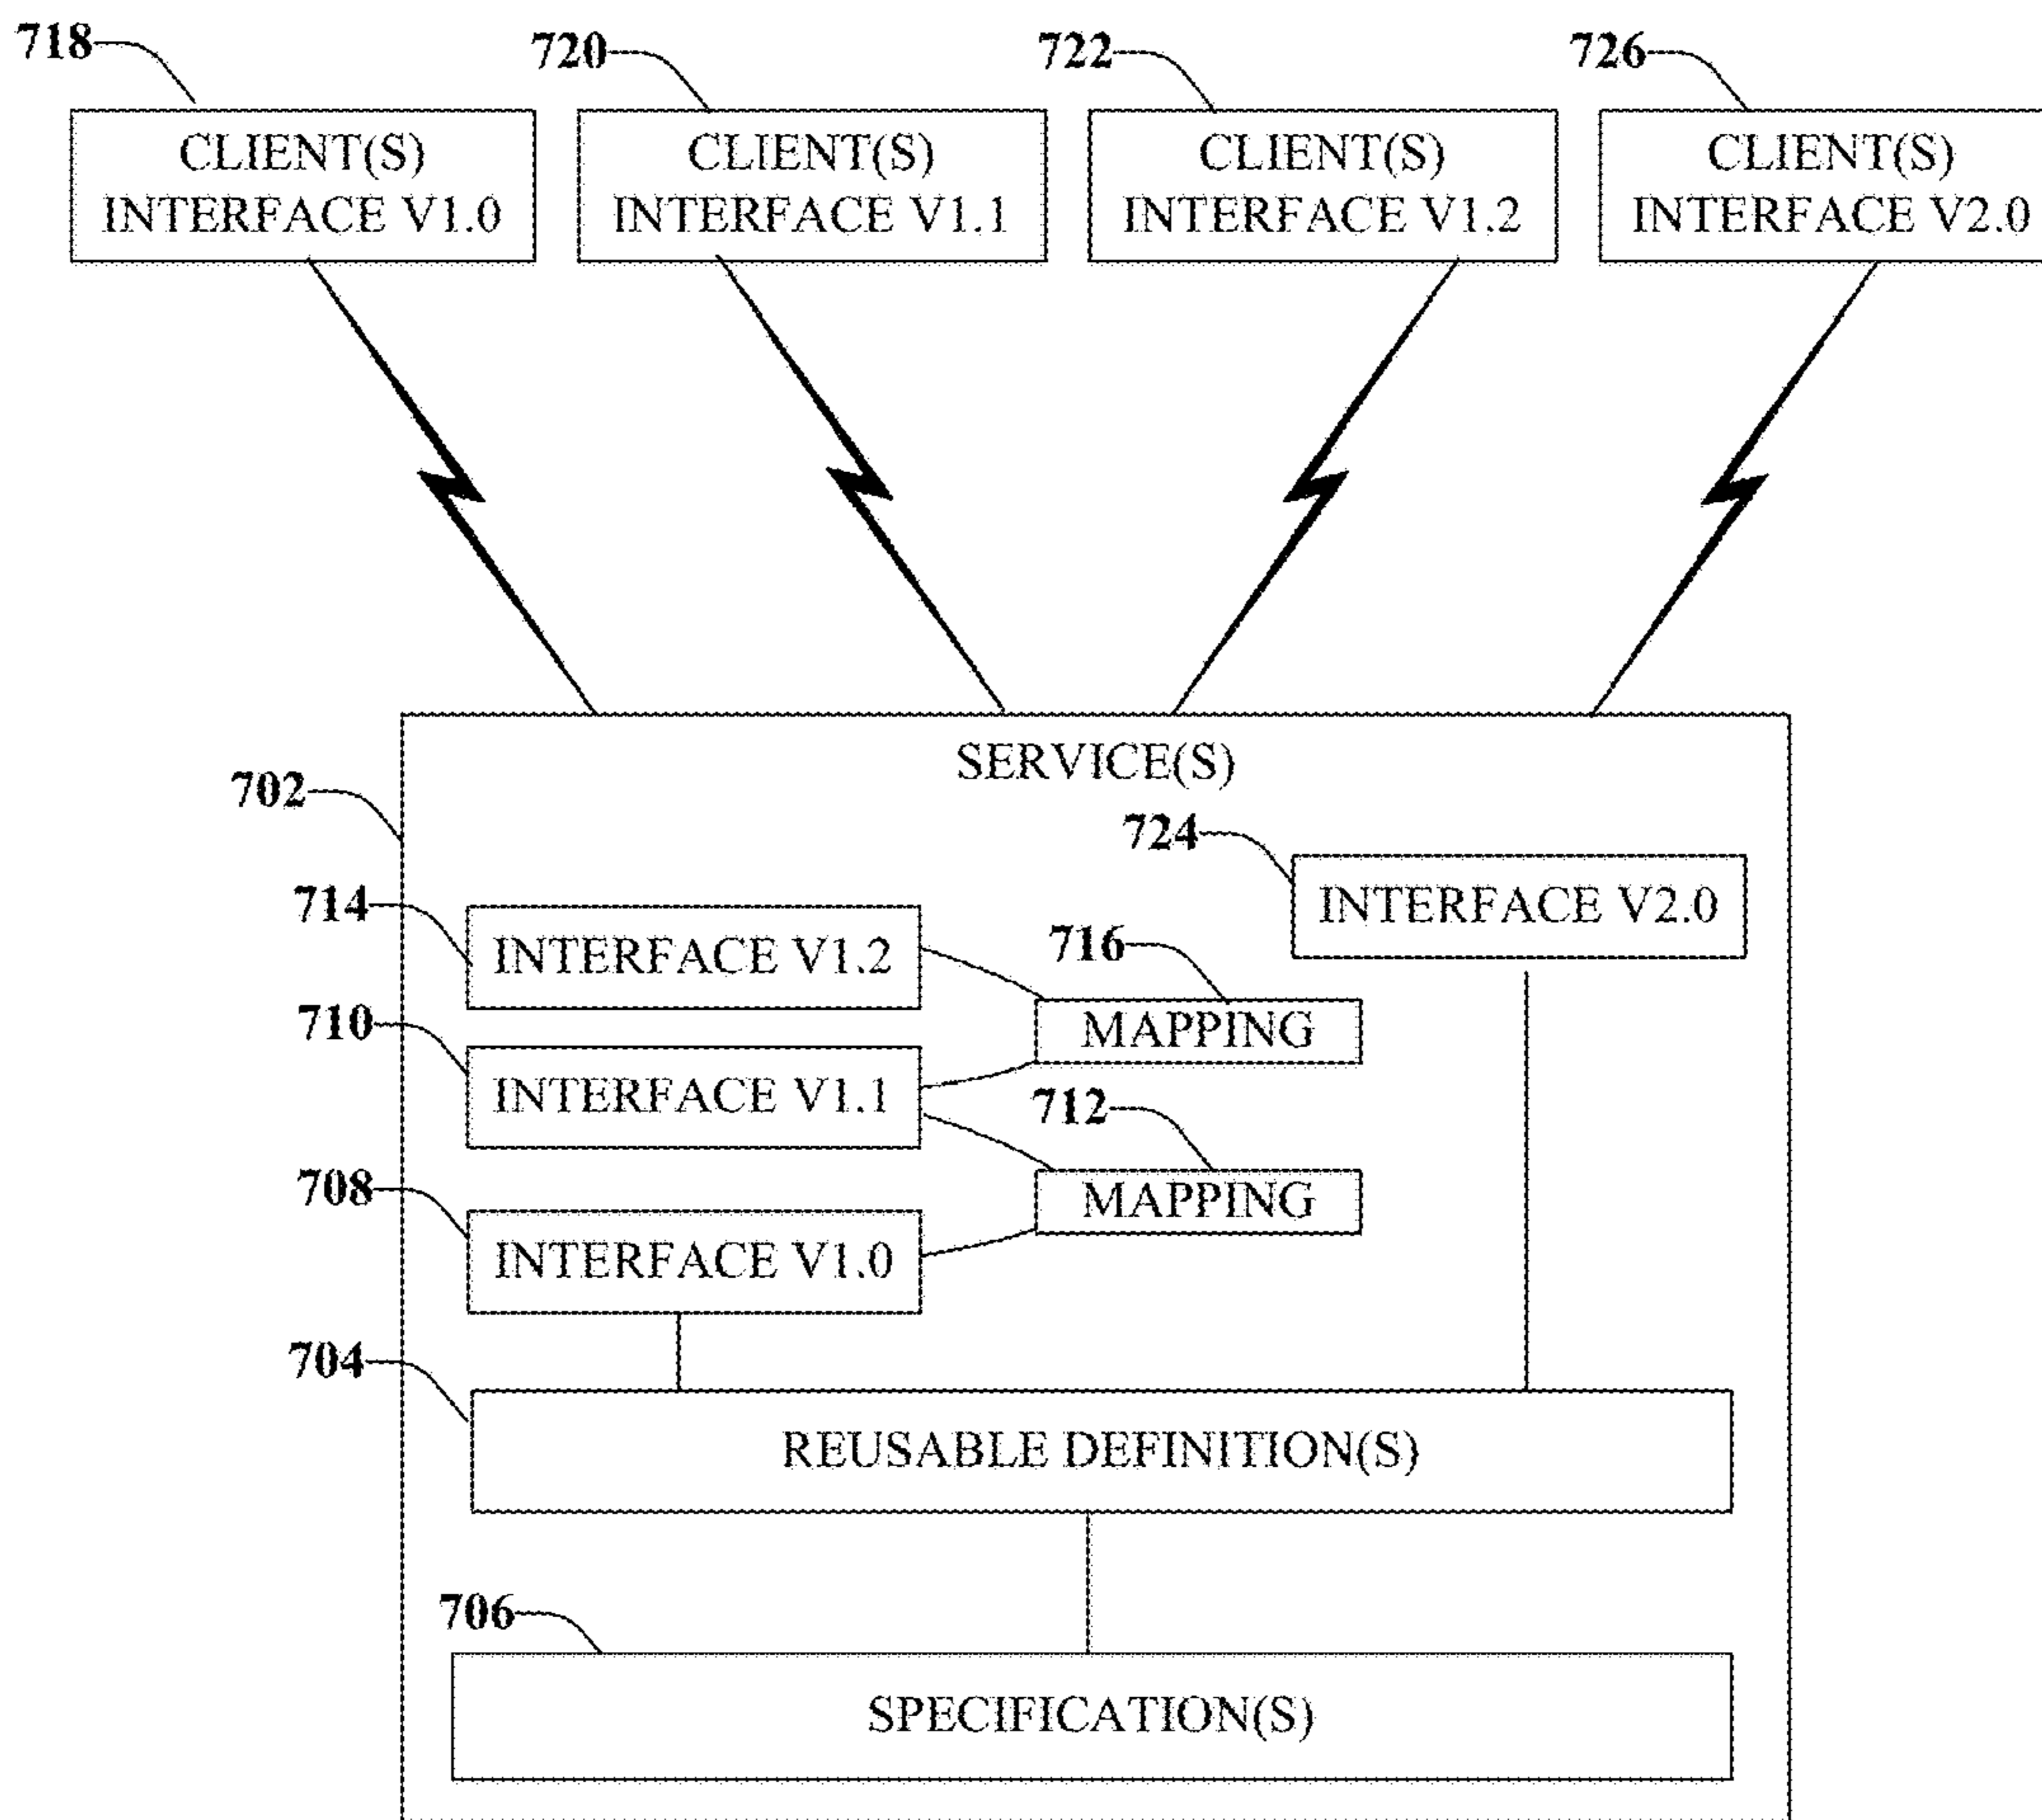 718
720
722
726
CLIENT(S)
INTERFACE V1.0
CLIENT(S)
INTERFACE V1.1
CLIENT(S)
INTERFACE V1.2
CLIENT(S)
INTERFACE V2.0
SERVICE(S)
702
724
INTERFACE V2.0
714
INTERFACE V1.2
716
MAPPING
710
INTERFACE V1.1
712
MAPPING
708
INTERFACE V1.0
704
REUSABLE DEFINITION(S)
706
SPECIFICATION(S)